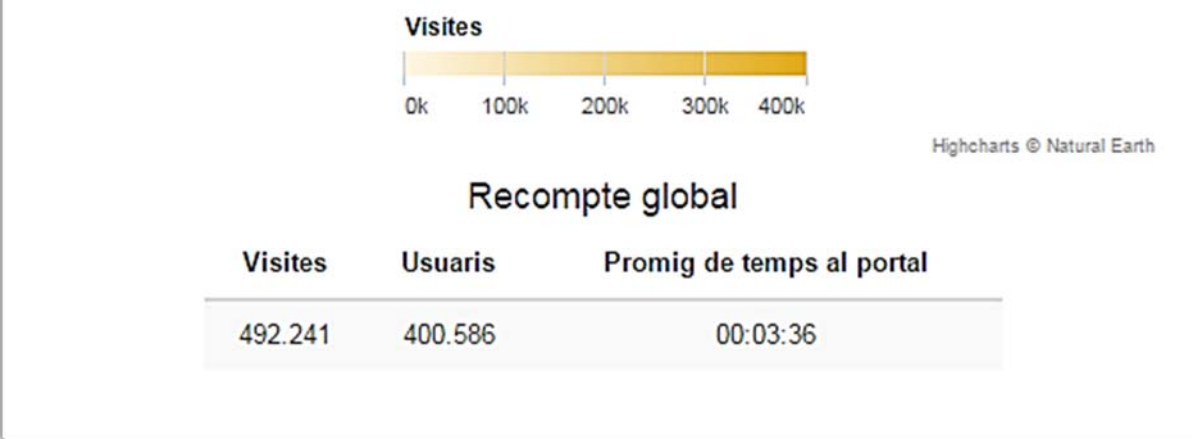 Visites
0k 100k 200k 300k 400k
Highcharts © Natural Earth
Recompte global
Visites Usuaris Promig de temps al portal
492.241 400.586 00:03:36